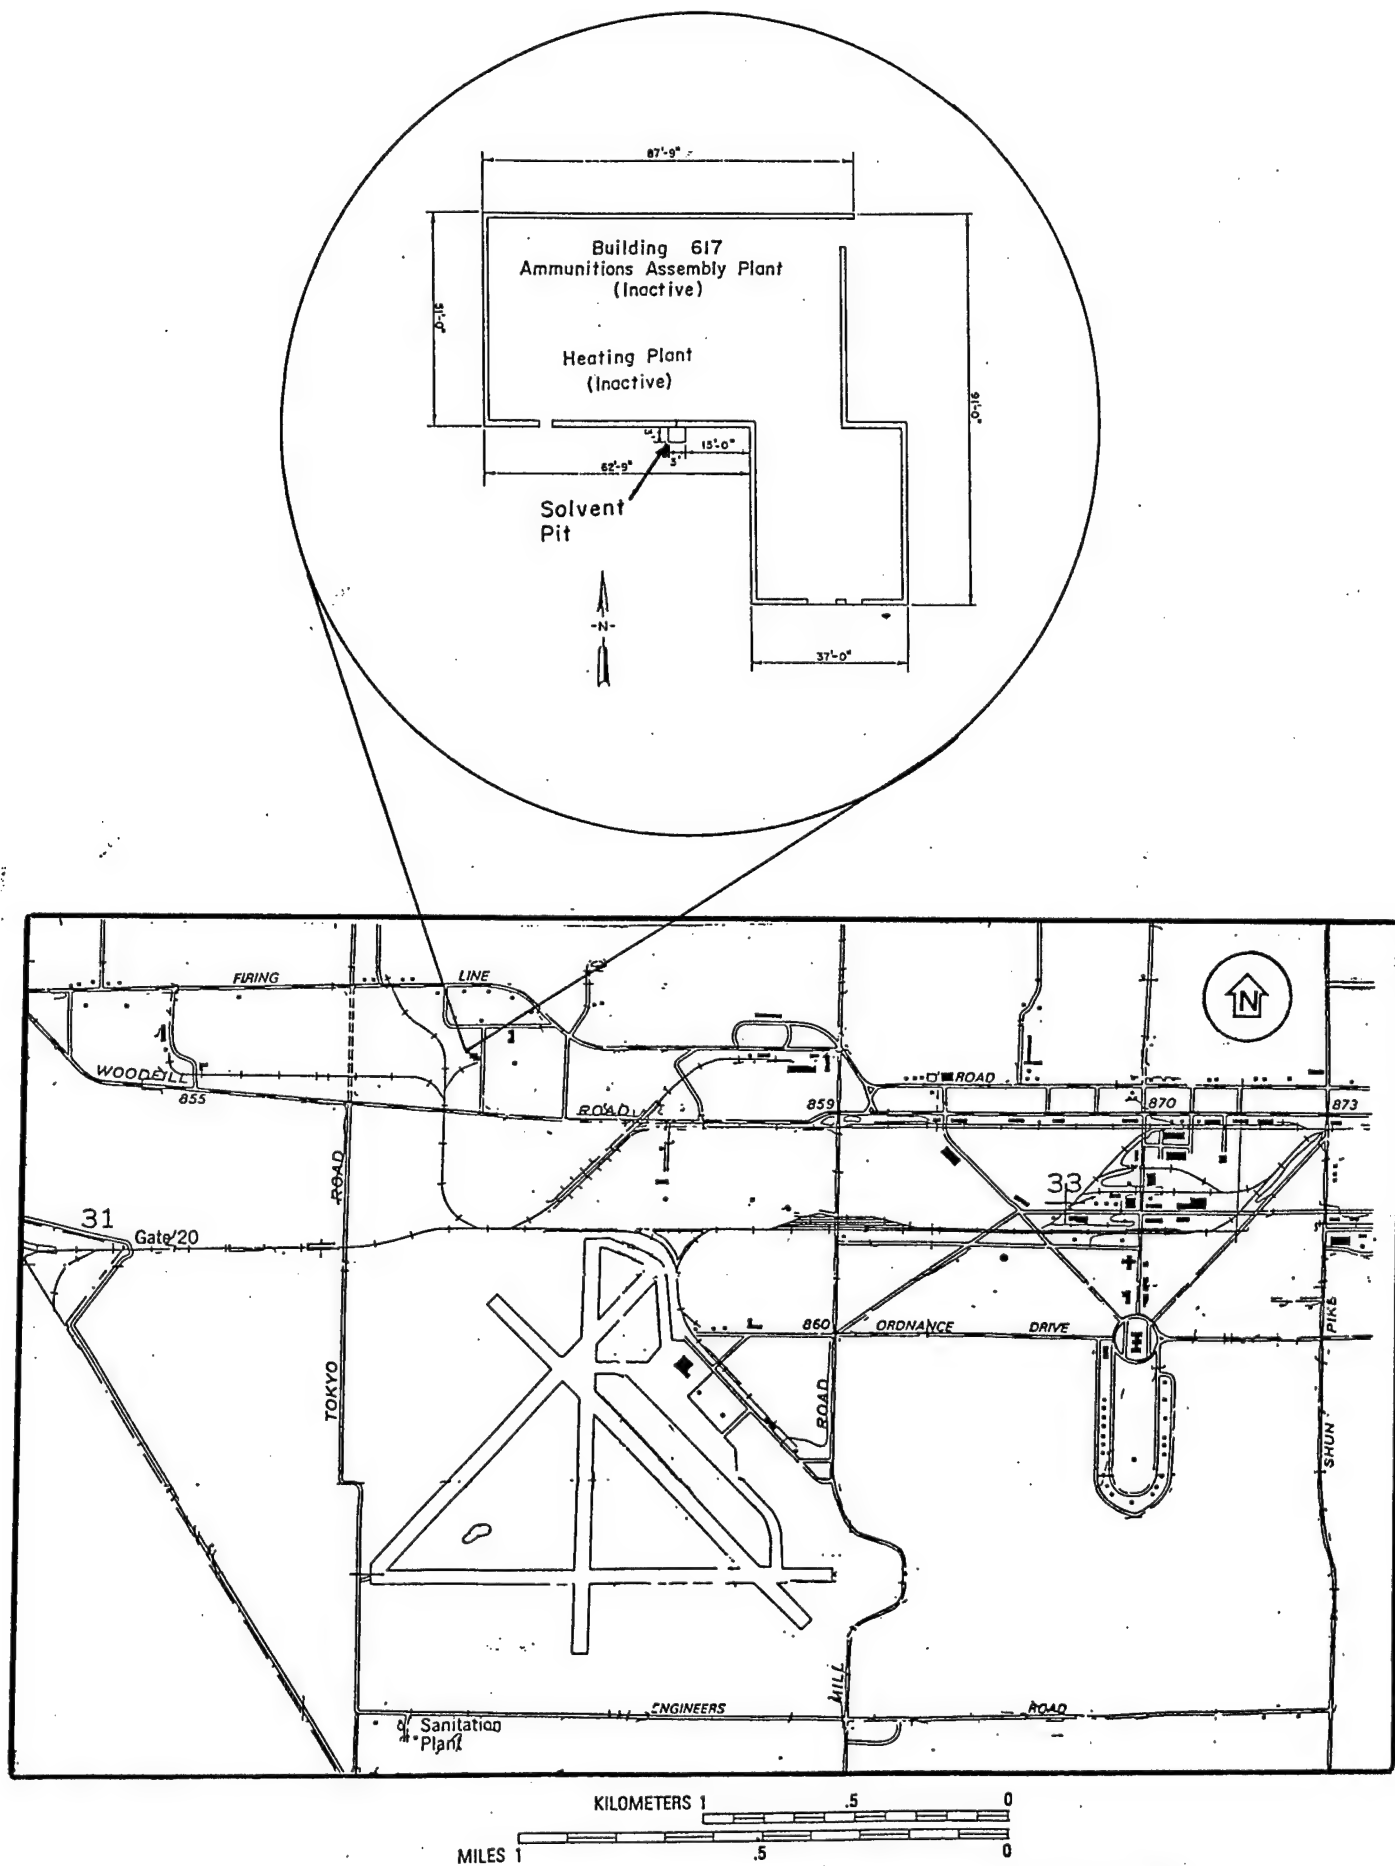 87'-9"
Building 617
Ammunitions Assembly Plant
(Inactive)
51'-0"
Heating Plant
(Inactive)
91'-0"
15'-0"
3'
62'-9"
Solvent
Pit
-N-
37'-0"
FIRING LINE
N
WOODFILL
ROAD
855
ROAD
859
870
873
ROAD
33
31
Gate 20
860
ORDNANCE DRIVE
PIKE
TOKYO
ROAD
SHUN
MILL
ENGINEERS ROAD
Sanitation
Plant
KILOMETERS 1 .5 0
MILES 1 .5 0